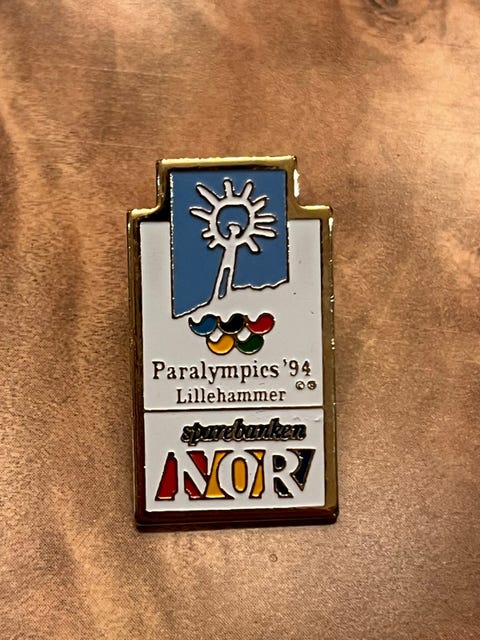 Paralympics '94
Lillehammer ©®
sparebanken
NOR